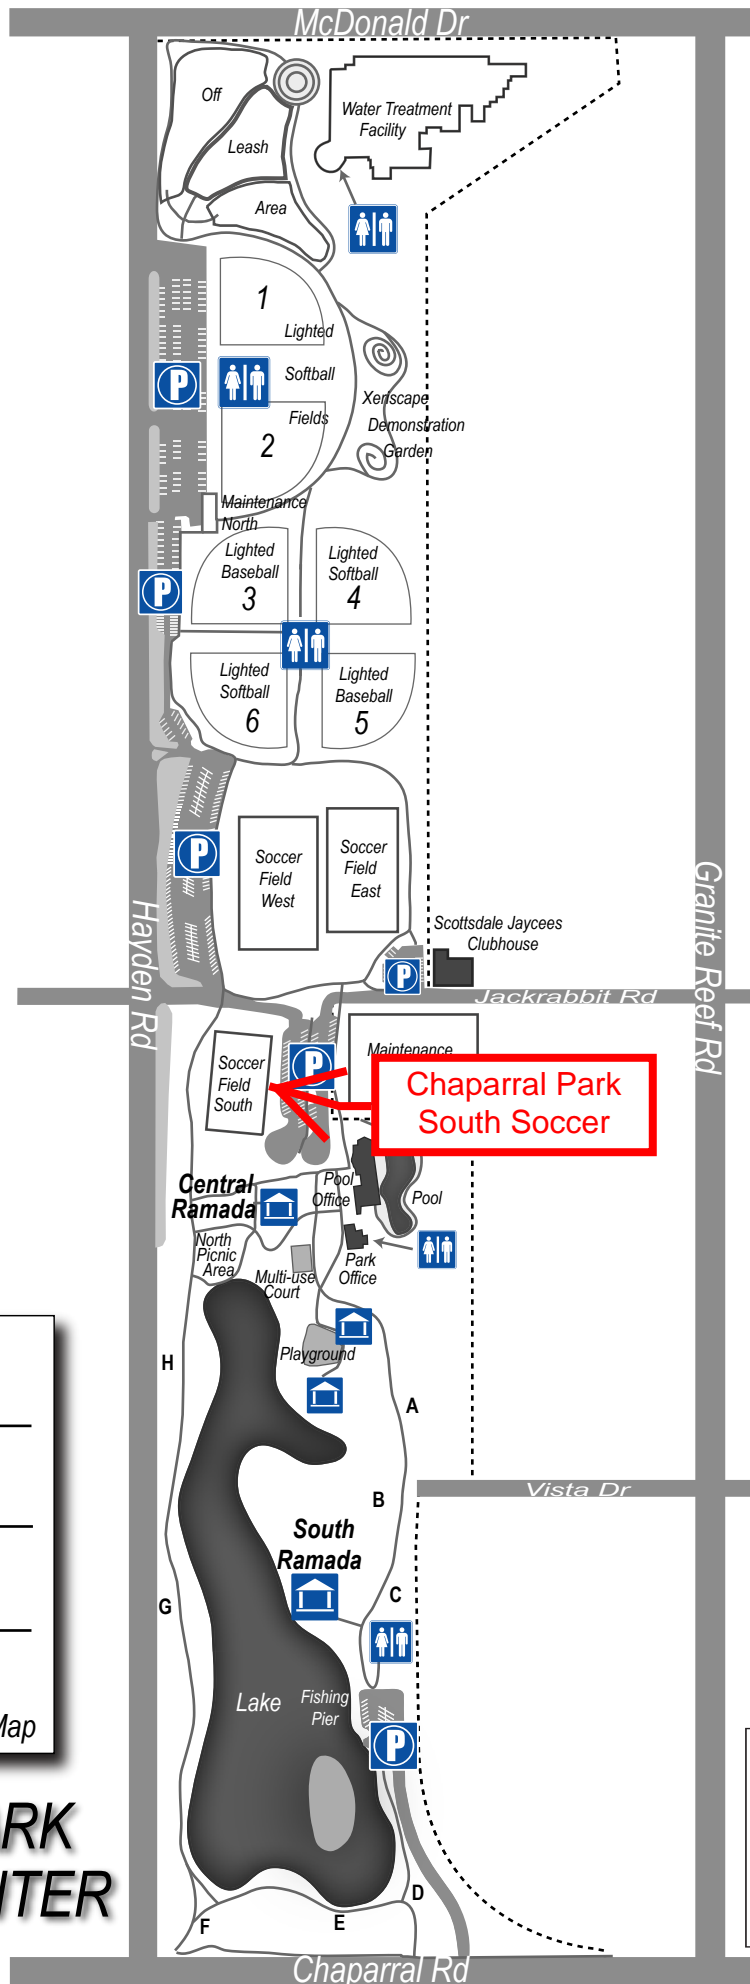 McDonald Dr
Off
Leash
Area
Water Treatment
Facility
1
Lighted
Softball
Fields
2
Xeriscape
Demonstration
Garden
P
Maintenance
North
Lighted
Baseball
3
Lighted
Softball
4
P
Lighted
Softball
6
Lighted
Baseball
5
P
Soccer
Field
West
Soccer
Field
East
Hayden Rd
Granite Reef Rd
Scottsdale Jaycees
Clubhouse
P
Jackrabbit Rd
Soccer
Field
South
P
Maintenance
Chaparral Park
South Soccer
Central
Ramada
Pool
Office
Pool
North
Picnic
Area
Park
Office
Multi-use
Court
Playground
H
A
B
Vista Dr
South
Ramada
C
G
Lake
Fishing
Pier
P
Map
ARK
NTER
D
F
E
Chaparral Rd